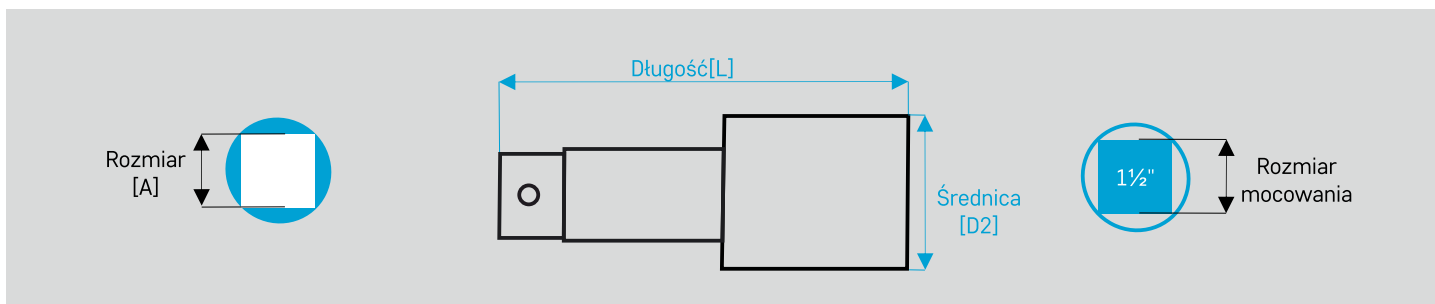 Rozmiar
[A]
Długość[L]
Średnica
[D2]
1½"
Rozmiar
mocowania